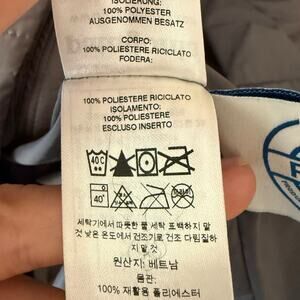 ISOLIERUNG:
100% POLYESTER
AUSGENOMMEN BESATZ
CORPO:
100% POLIESTERE RICICLATO
FODERA:
100% POLIESTERE RICICLATO
ISOLAMENTO:
100% POLIESTERE
ESCLUSO INSERTO
40C
40°
세탁기에서 따뜻한 물 세탁 표백하지 말
것 낮은 온도에서 건조기로 건조 다림질하
지 말 것
원산지: 베트남
몸판:
100% 재활용 폴리에스터